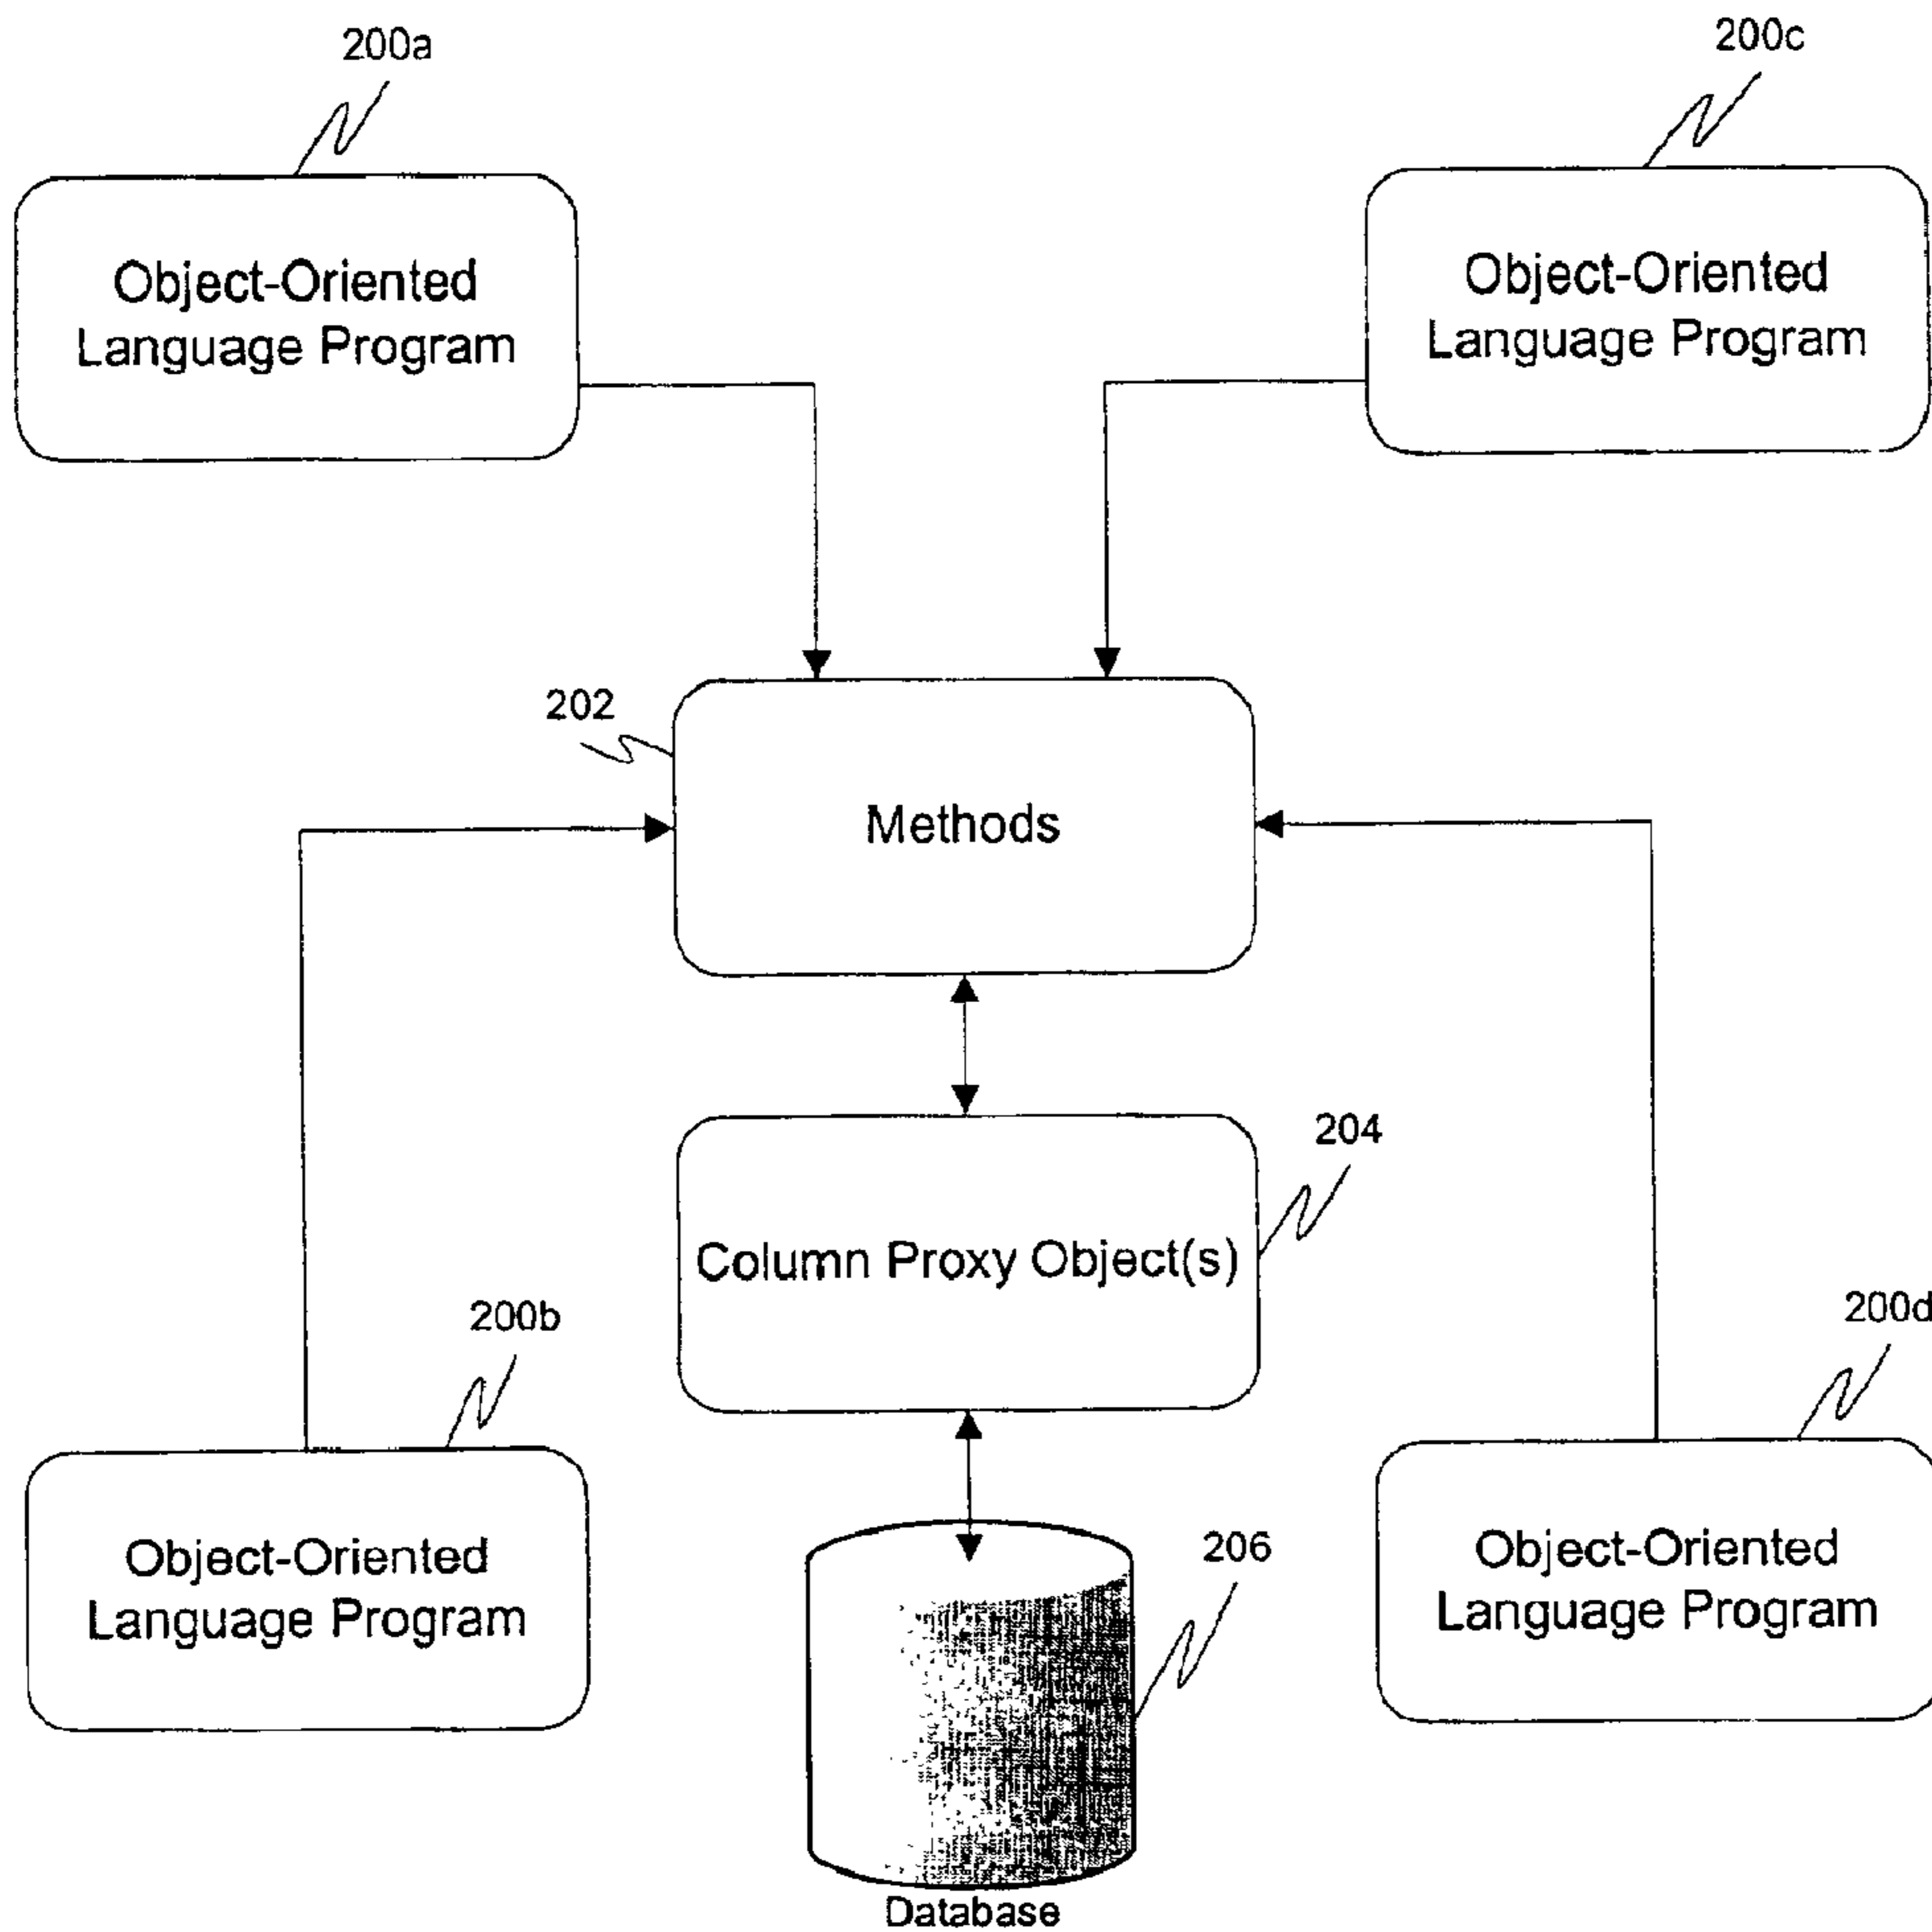 200a
200c
Object-Oriented
Language Program
Object-Oriented
Language Program
202
Methods
204
Column Proxy Object(s)
200b
200d
Object-Oriented
Language Program
206
Object-Oriented
Language Program
Database